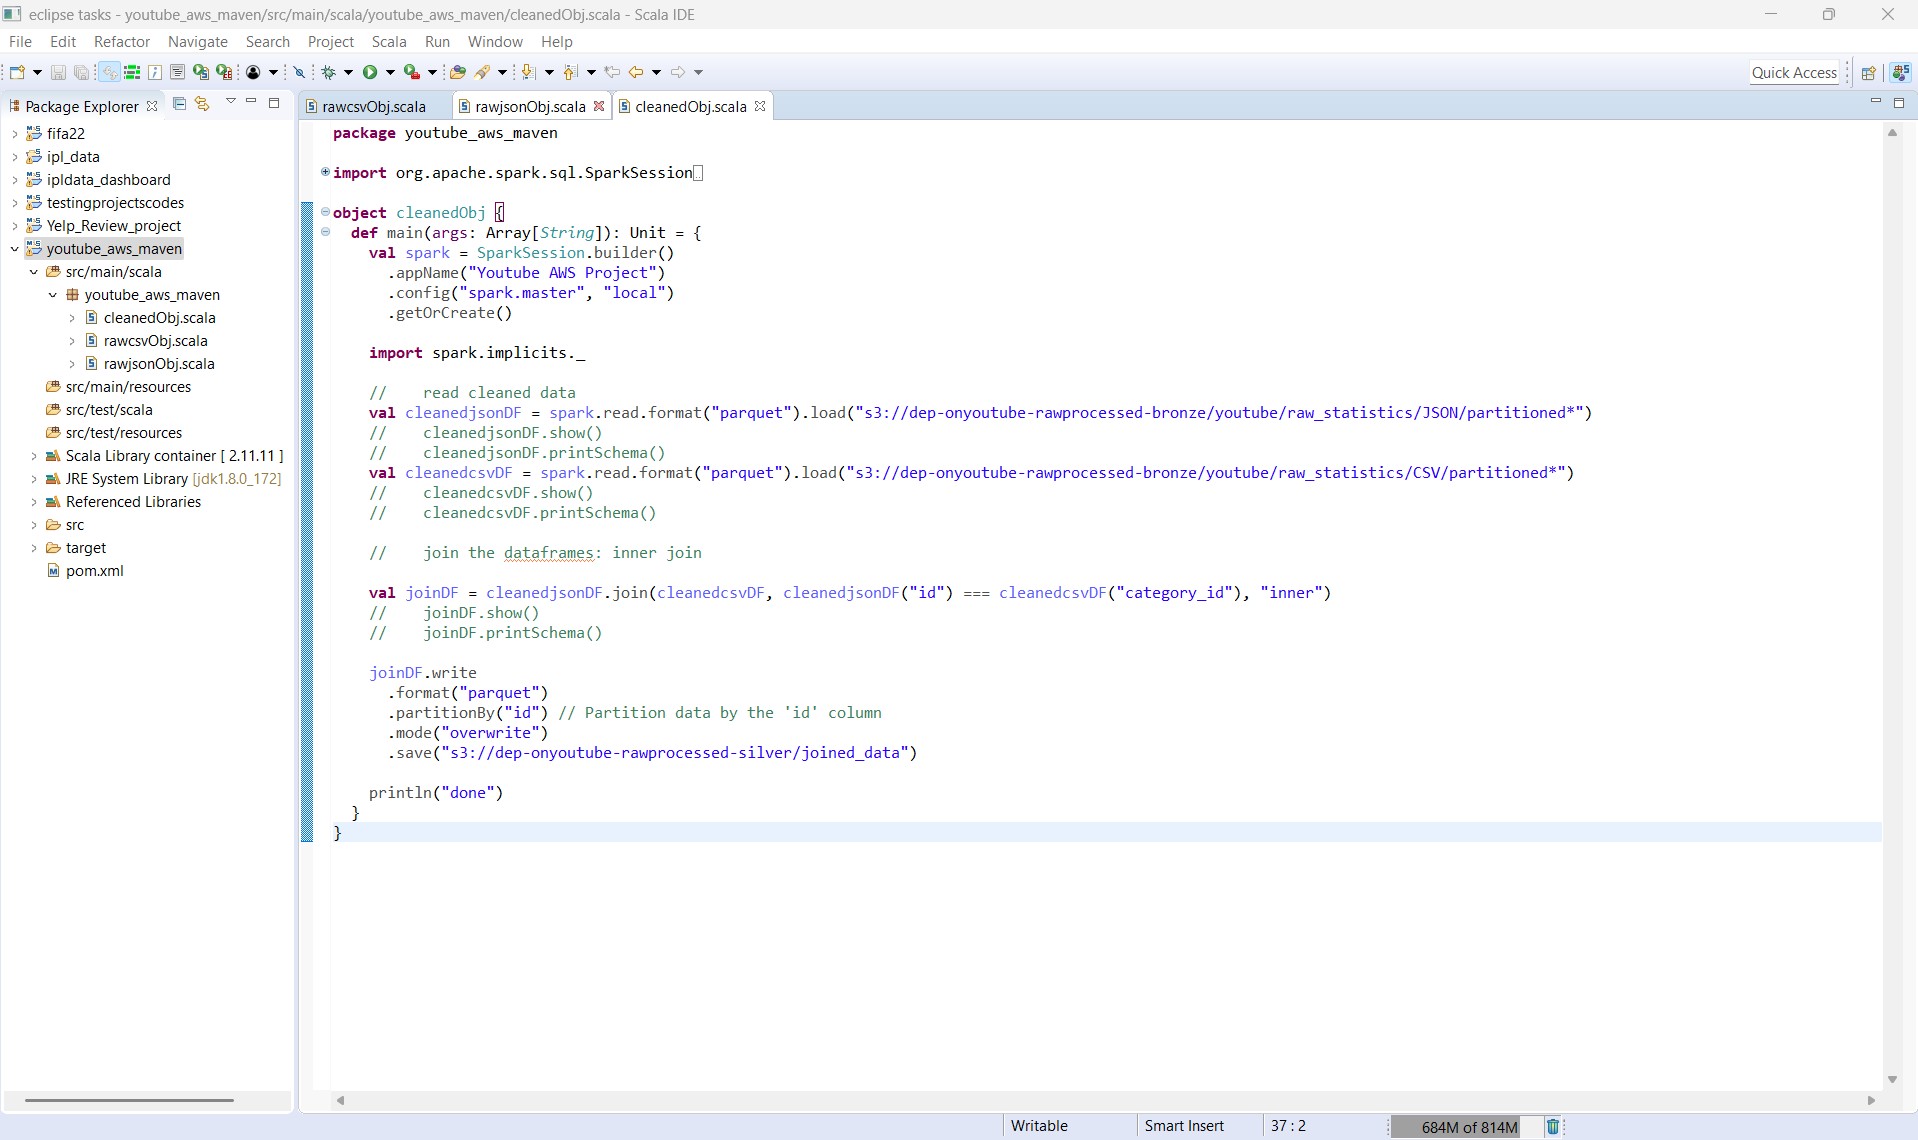 eclipse tasks - youtube_aws_maven/src/main/scala/youtube_aws_maven/cleanedObj.scala - Scala IDE
File Edit Refactor Navigate Search Project Scala Run Window Help
Quick Access
Package Explorer
rawcsvObj.scala
rawjsonObj.scala
cleanedObj.scala
fifa22
ipl_data
ipldata_dashboard
testingprojectscodes
Yelp_Review_project
youtube_aws_maven
src/main/scala
youtube_aws_maven
cleanedObj.scala
rawcsvObj.scala
rawjsonObj.scala
src/main/resources
src/test/scala
src/test/resources
Scala Library container [ 2.11.11 ]
JRE System Library [jdk1.8.0_172]
Referenced Libraries
src
target
pom.xml
package youtube_aws_maven
import org.apache.spark.sql.SparkSession
object cleanedObj {
def main(args: Array[String]): Unit = {
val spark = SparkSession.builder()
.appName("Youtube AWS Project")
.config("spark.master", "local")
.getOrCreate()
import spark.implicits._
// read cleaned data
val cleanedjsonDF = spark.read.format("parquet").load("s3://dep-onyoutube-rawprocessed-bronze/youtube/raw_statistics/JSON/partitioned*")
// cleanedjsonDF.show()
// cleanedjsonDF.printSchema()
val cleanedcsvDF = spark.read.format("parquet").load("s3://dep-onyoutube-rawprocessed-bronze/youtube/raw_statistics/CSV/partitioned*")
// cleanedcsvDF.show()
// cleanedcsvDF.printSchema()
// join the dataframes: inner join
val joinDF = cleanedjsonDF.join(cleanedcsvDF, cleanedjsonDF("id") === cleanedcsvDF("category_id"), "inner")
// joinDF.show()
// joinDF.printSchema()
joinDF.write
.format("parquet")
.partitionBy("id") // Partition data by the 'id' column
.mode("overwrite")
.save("s3://dep-onyoutube-rawprocessed-silver/joined_data")
println("done")
}
}
Writable
Smart Insert
37 : 2
684M of 814M